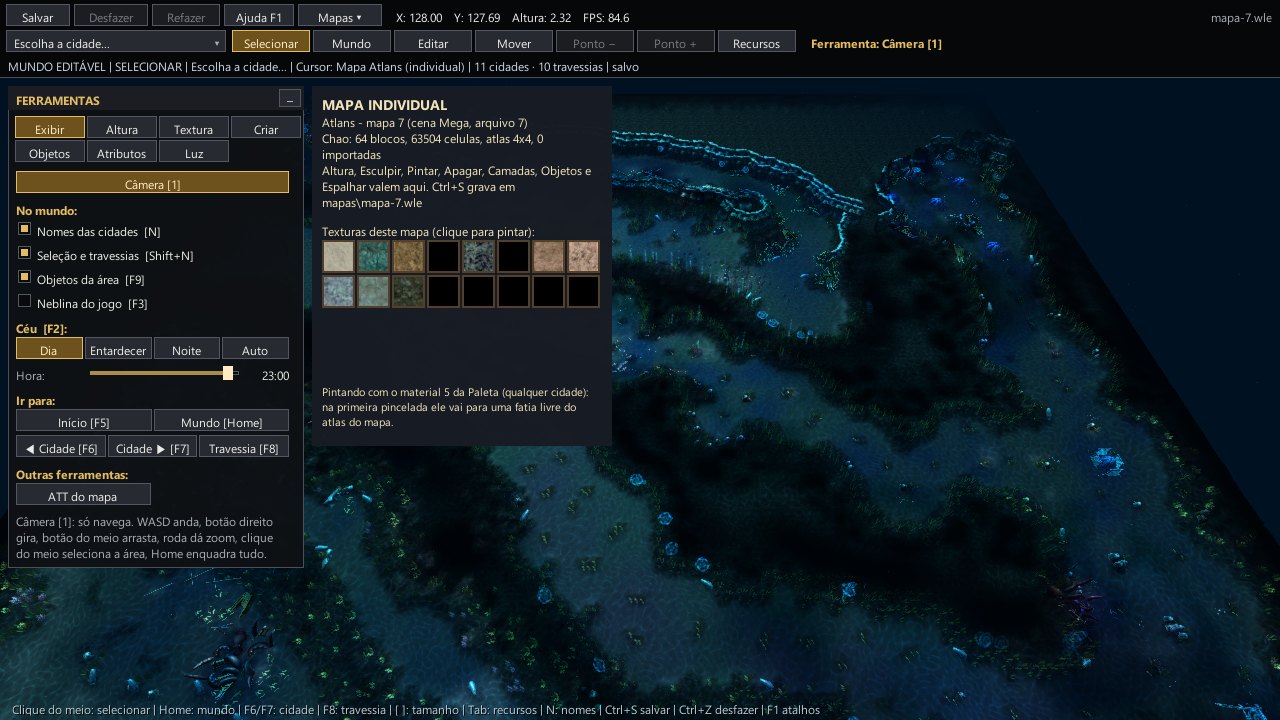 Salvar Desfazer Refazer Ajuda F1 Mapas ▾ X: 128.00 Y: 127.69 Altura: 2.32 FPS: 84.6 mapa-7.wle
Escolha a cidade... ▾ Selecionar Mundo Editar Mover Ponto − Ponto + Recursos Ferramenta: Câmera [1]
MUNDO EDITÁVEL | SELECIONAR | Escolha a cidade... | Cursor: Mapa Atlans (individual) | 11 cidades · 10 travessias | salvo
FERRAMENTAS _
Exibir Altura Textura Criar
Objetos Atributos Luz
Câmera [1]
No mundo:
Nomes das cidades [N]
Seleção e travessias [Shift+N]
Objetos da área [F9]
Neblina do jogo [F3]
Céu [F2]:
Dia Entardecer Noite Auto
Hora: 23:00
Ir para:
Início [F5] Mundo [Home]
◀ Cidade [F6] Cidade ▶ [F7] Travessia [F8]
Outras ferramentas:
ATT do mapa
Câmera [1]: só navega. WASD anda, botão direito
gira, botão do meio arrasta, roda dá zoom, clique
do meio seleciona a área, Home enquadra tudo.
MAPA INDIVIDUAL
Atlans - mapa 7 (cena Mega, arquivo 7)
Chao: 64 blocos, 63504 celulas, atlas 4x4, 0
importadas
Altura, Esculpir, Pintar, Apagar, Camadas, Objetos e
Espalhar valem aqui. Ctrl+S grava em
mapas\mapa-7.wle
Texturas deste mapa (clique para pintar):
Pintando com o material 5 da Paleta (qualquer cidade):
na primeira pincelada ele vai para uma fatia livre do
atlas do mapa.
Clique do meio: selecionar | Home: mundo | F6/F7: cidade | F8: travessia | [ ]: tamanho | Tab: recursos | N: nomes | Ctrl+S salvar | Ctrl+Z desfazer | F1 atalhos